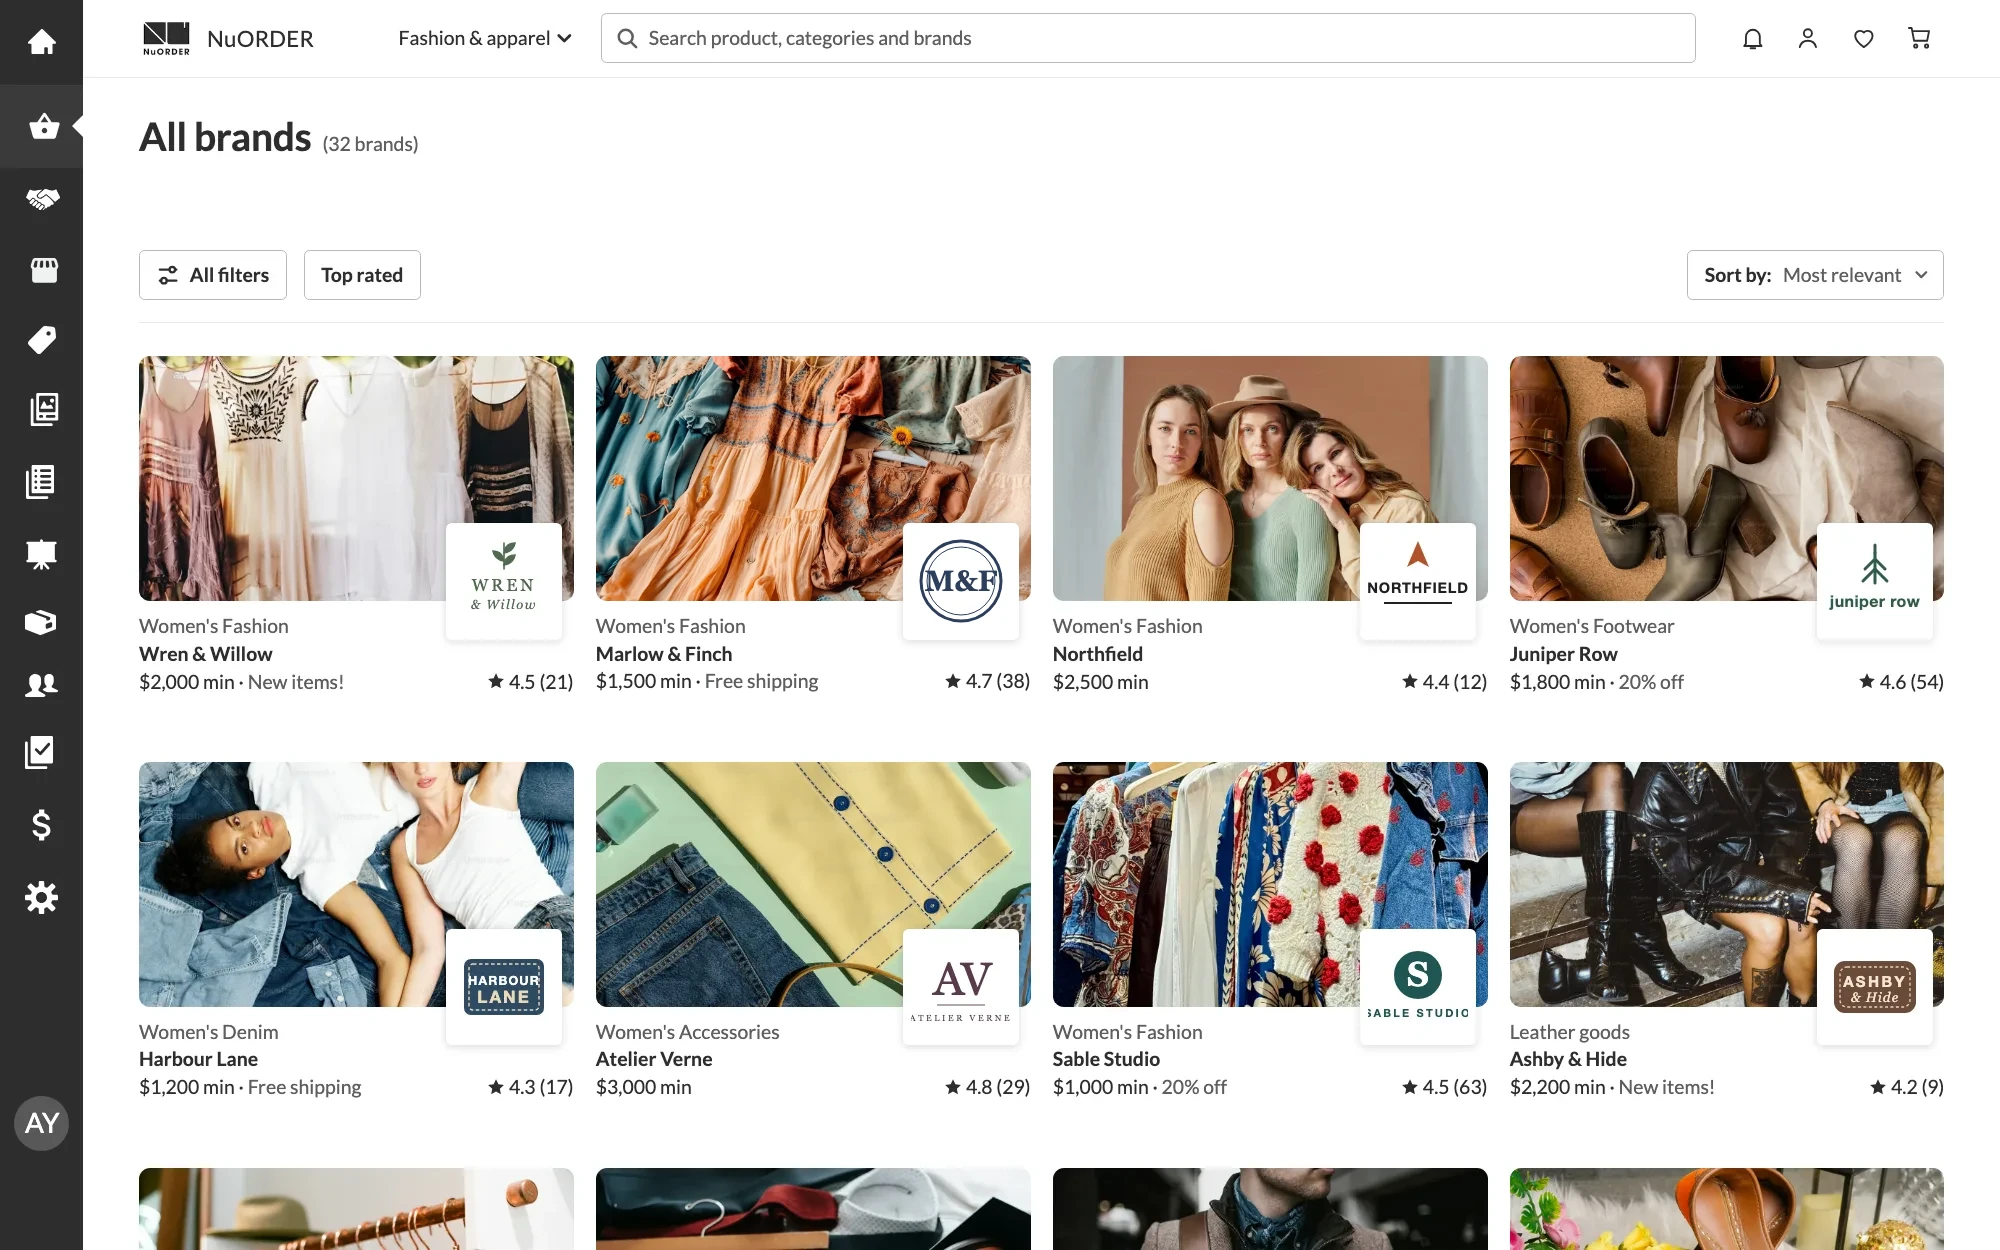 NuORDER
NuORDER
Fashion & apparel
Search product, categories and brands
All brands (32 brands)
All filters
Top rated
Sort by: Most relevant
WREN
& Willow
Women's Fashion
Wren & Willow
$2,000 min · New items!
4.5 (21)
M&F
Women's Fashion
Marlow & Finch
$1,500 min · Free shipping
4.7 (38)
NORTHFIELD
Women's Fashion
Northfield
$2,500 min
4.4 (12)
juniper row
Women's Footwear
Juniper Row
$1,800 min · 20% off
4.6 (54)
HARBOUR
LANE
Women's Denim
Harbour Lane
$1,200 min · Free shipping
4.3 (17)
AV
ATELIER VERNE
Women's Accessories
Atelier Verne
$3,000 min
4.8 (29)
S
SABLE STUDIO
Women's Fashion
Sable Studio
$1,000 min · 20% off
4.5 (63)
ASHBY
& Hide
Leather goods
Ashby & Hide
$2,200 min · New items!
4.2 (9)
AY